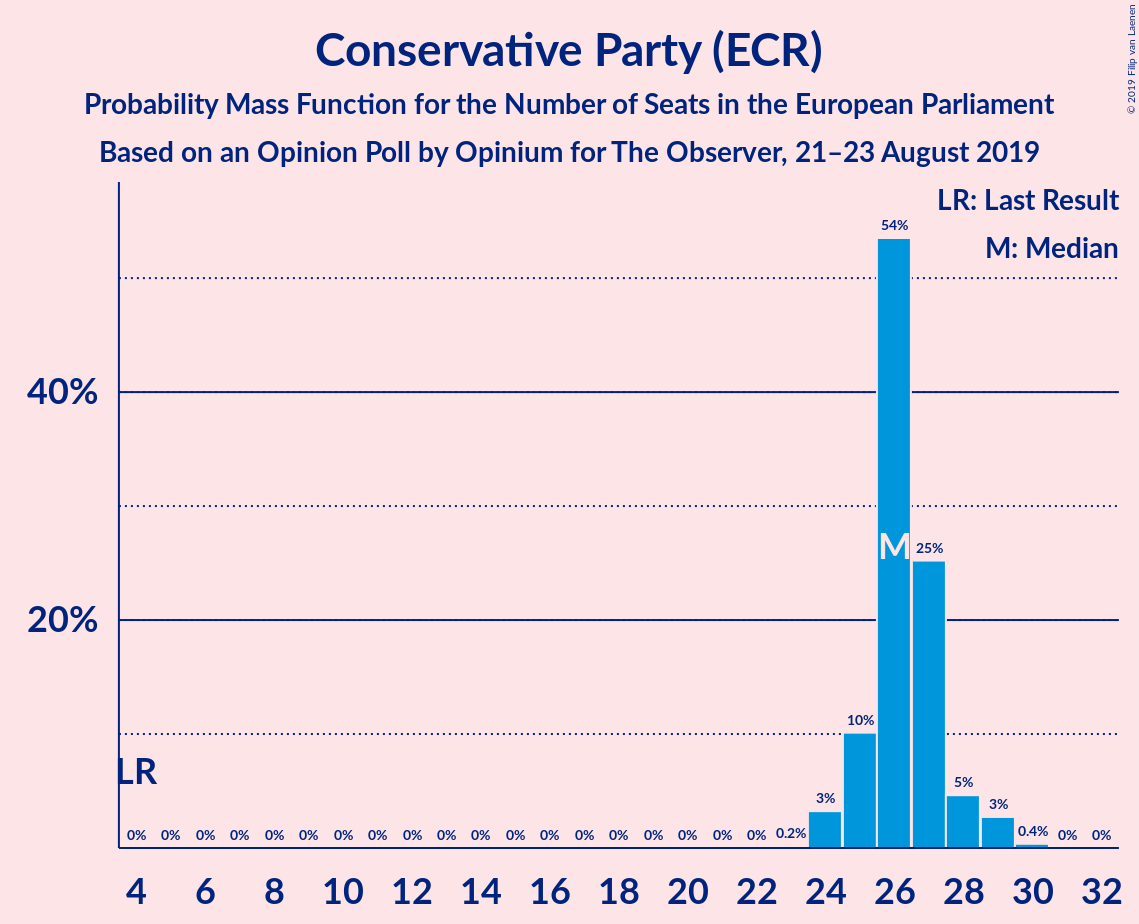 Conservative Party (ECR)
Probability Mass Function for the Number of Seats in the European Parliament
Based on an Opinion Poll by Opinium for The Observer, 21–23 August 2019
© 2019 Filip van Laenen
LR: Last Result
M: Median
54%
40%
M 25%
20%
10%
LR
5%
3% 3%
0% 0% 0% 0% 0% 0% 0% 0% 0% 0% 0% 0% 0% 0% 0% 0% 0% 0% 0% 0.2% 0.4% 0% 0%
4 6 8 10 12 14 16 18 20 22 24 26 28 30 32